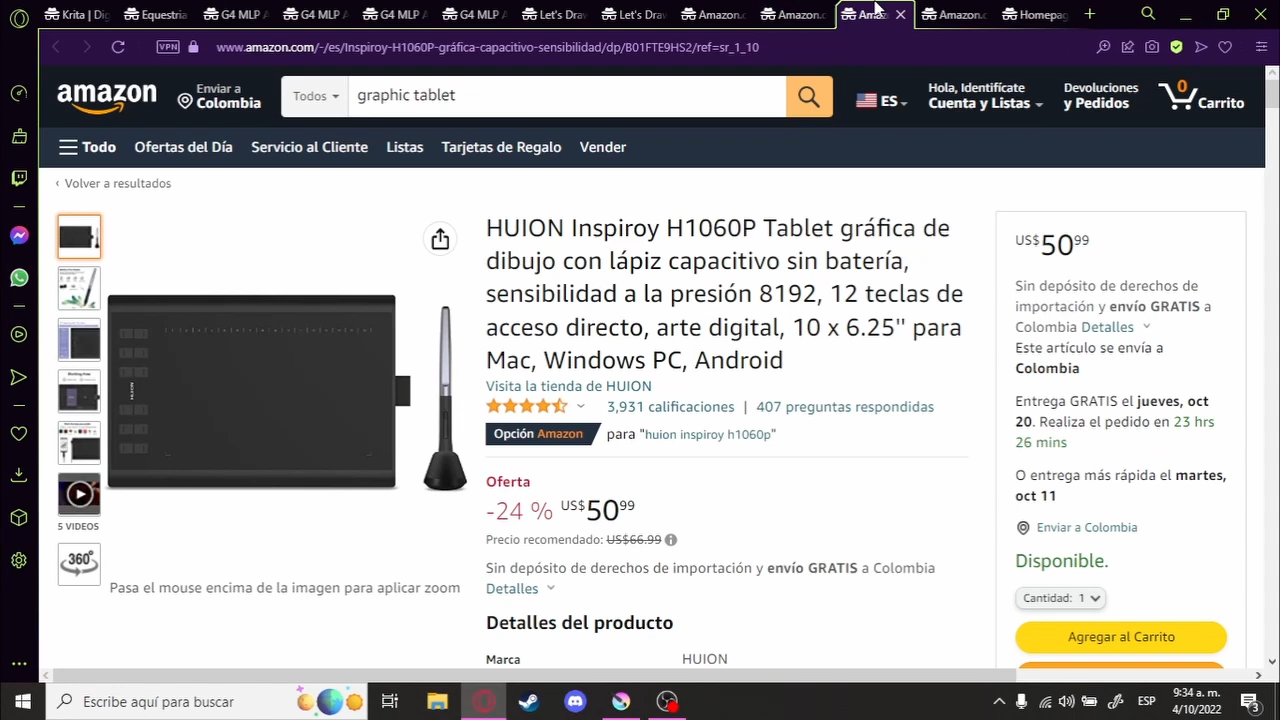 Krita | Dig
Equestria
G4 MLP A
G4 MLP A
G4 MLP A
G4 MLP A
Let's Draw
Let's Draw
Amazon.c
Amazon.c
Ama
Amazon.c
Homepag
VPN
www.amazon.com/-/es/Inspiroy-H1060P-gráfica-capacitivo-sensibilidad/dp/B01FTE9HS2/ref=sr_1_10
amazon
Enviar a
Colombia
Todos
graphic tablet
ES
Hola, Identifícate
Cuenta y Listas
Devoluciones
y Pedidos
0
Carrito
Todo
Ofertas del Día
Servicio al Cliente
Listas
Tarjetas de Regalo
Vender
‹ Volver a resultados
HUION Inspiroy H1060P Tablet gráfica de
dibujo con lápiz capacitivo sin batería,
sensibilidad a la presión 8192, 12 teclas de
acceso directo, arte digital, 10 x 6.25'' para
Mac, Windows PC, Android
Visita la tienda de HUION
3,931 calificaciones | 407 preguntas respondidas
Opción Amazon para "huion inspiroy h1060p"
Oferta
-24 % US$5099
Precio recomendado: US$66.99
Sin depósito de derechos de importación y envío GRATIS a Colombia
Detalles
Detalles del producto
Marca HUION
HUION
5 VIDEOS
360°
Pasa el mouse encima de la imagen para aplicar zoom
US$5099
Sin depósito de derechos de
importación y envío GRATIS a
Colombia Detalles
Este artículo se envía a
Colombia
Entrega GRATIS el jueves, oct
20. Realiza el pedido en 23 hrs
26 mins
O entrega más rápida el martes,
oct 11
Enviar a Colombia
Disponible.
Cantidad: 1
Agregar al Carrito
Escribe aquí para buscar
ESP
9:34 a. m.
4/10/2022
3